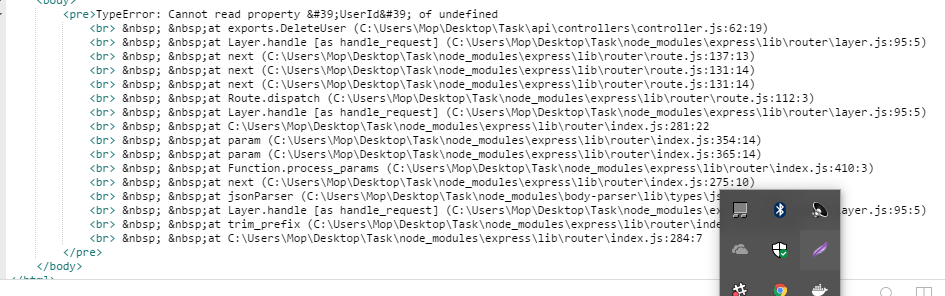 <body>
<pre>TypeError: Cannot read property &#39;UserId&#39; of undefined
<br> &nbsp; &nbsp;at exports.DeleteUser (C:\Users\Mop\Desktop\Task\api\controllers\controller.js:62:19)
<br> &nbsp; &nbsp;at Layer.handle [as handle_request] (C:\Users\Mop\Desktop\Task\node_modules\express\lib\router\layer.js:95:5)
<br> &nbsp; &nbsp;at next (C:\Users\Mop\Desktop\Task\node_modules\express\lib\router\route.js:137:13)
<br> &nbsp; &nbsp;at next (C:\Users\Mop\Desktop\Task\node_modules\express\lib\router\route.js:131:14)
<br> &nbsp; &nbsp;at next (C:\Users\Mop\Desktop\Task\node_modules\express\lib\router\route.js:131:14)
<br> &nbsp; &nbsp;at Route.dispatch (C:\Users\Mop\Desktop\Task\node_modules\express\lib\router\route.js:112:3)
<br> &nbsp; &nbsp;at Layer.handle [as handle_request] (C:\Users\Mop\Desktop\Task\node_modules\express\lib\router\layer.js:95:5)
<br> &nbsp; &nbsp;at C:\Users\Mop\Desktop\Task\node_modules\express\lib\router\index.js:281:22
<br> &nbsp; &nbsp;at param (C:\Users\Mop\Desktop\Task\node_modules\express\lib\router\index.js:354:14)
<br> &nbsp; &nbsp;at param (C:\Users\Mop\Desktop\Task\node_modules\express\lib\router\index.js:365:14)
<br> &nbsp; &nbsp;at Function.process_params (C:\Users\Mop\Desktop\Task\node_modules\express\lib\router\index.js:410:3)
<br> &nbsp; &nbsp;at next (C:\Users\Mop\Desktop\Task\node_modules\express\lib\router\index.js:275:10)
<br> &nbsp; &nbsp;at jsonParser (C:\Users\Mop\Desktop\Task\node_modules\body-parser\lib\types\js
<br> &nbsp; &nbsp;at Layer.handle [as handle_request] (C:\Users\Mop\Desktop\Task\node_modules\ex ayer.js:95:5)
<br> &nbsp; &nbsp;at trim_prefix (C:\Users\Mop\Desktop\Task\node_modules\express\lib\router\inde
<br> &nbsp; &nbsp;at C:\Users\Mop\Desktop\Task\node_modules\express\lib\router\index.js:284:7
</pre>
</body>